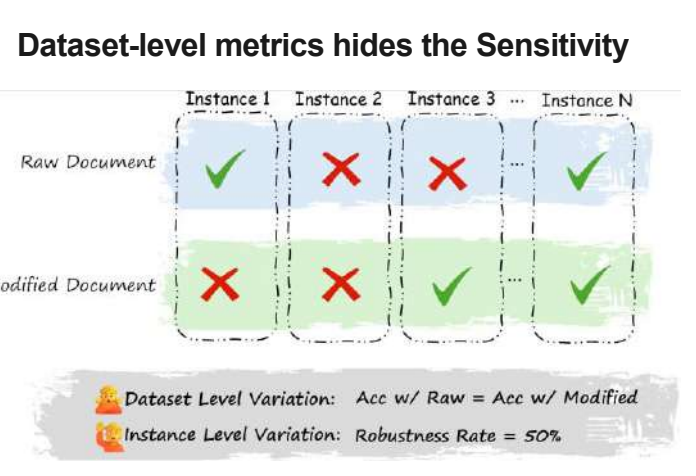 Dataset-level metrics hides the Sensitivity
Instance 1 Instance 2 Instance 3 ... Instance N
Raw Document ...
odified Document ...
Dataset Level Variation: Acc w/ Raw = Acc w/ Modified
Instance Level Variation: Robustness Rate = 50%